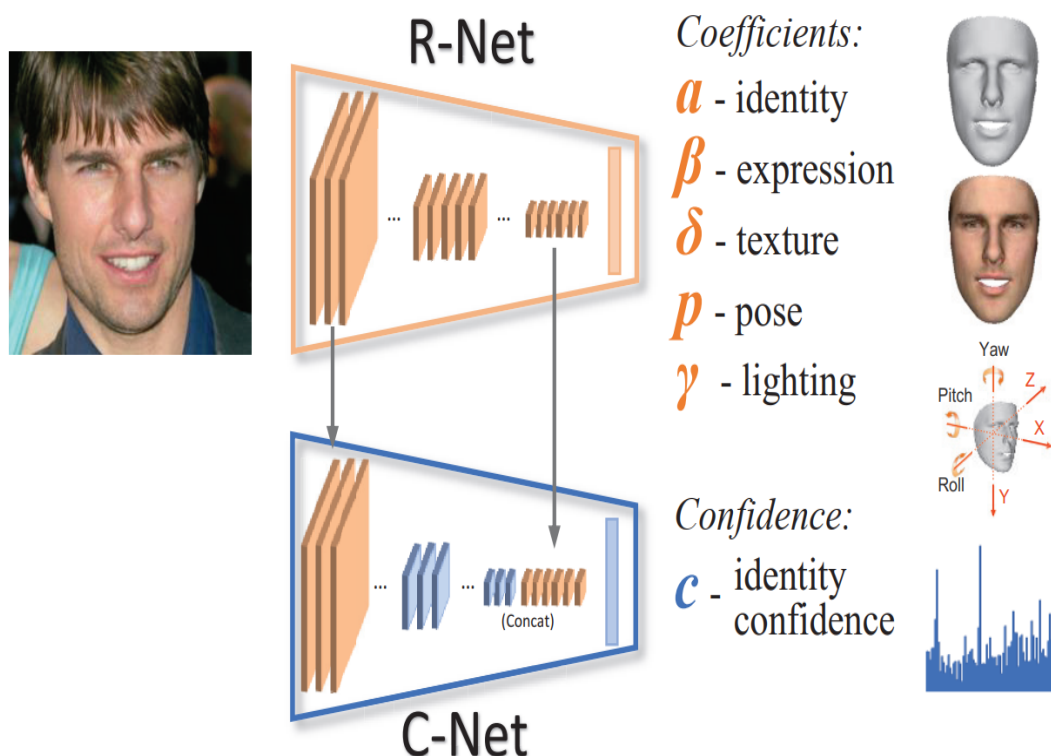 R-Net
Coefficients:
a - identity
β - expression
δ - texture
p - pose
γ - lighting
...
...
Yaw
Z
Pitch
X
Roll
Y
Confidence:
c - identity
confidence
...
...
(Concat)
C-Net